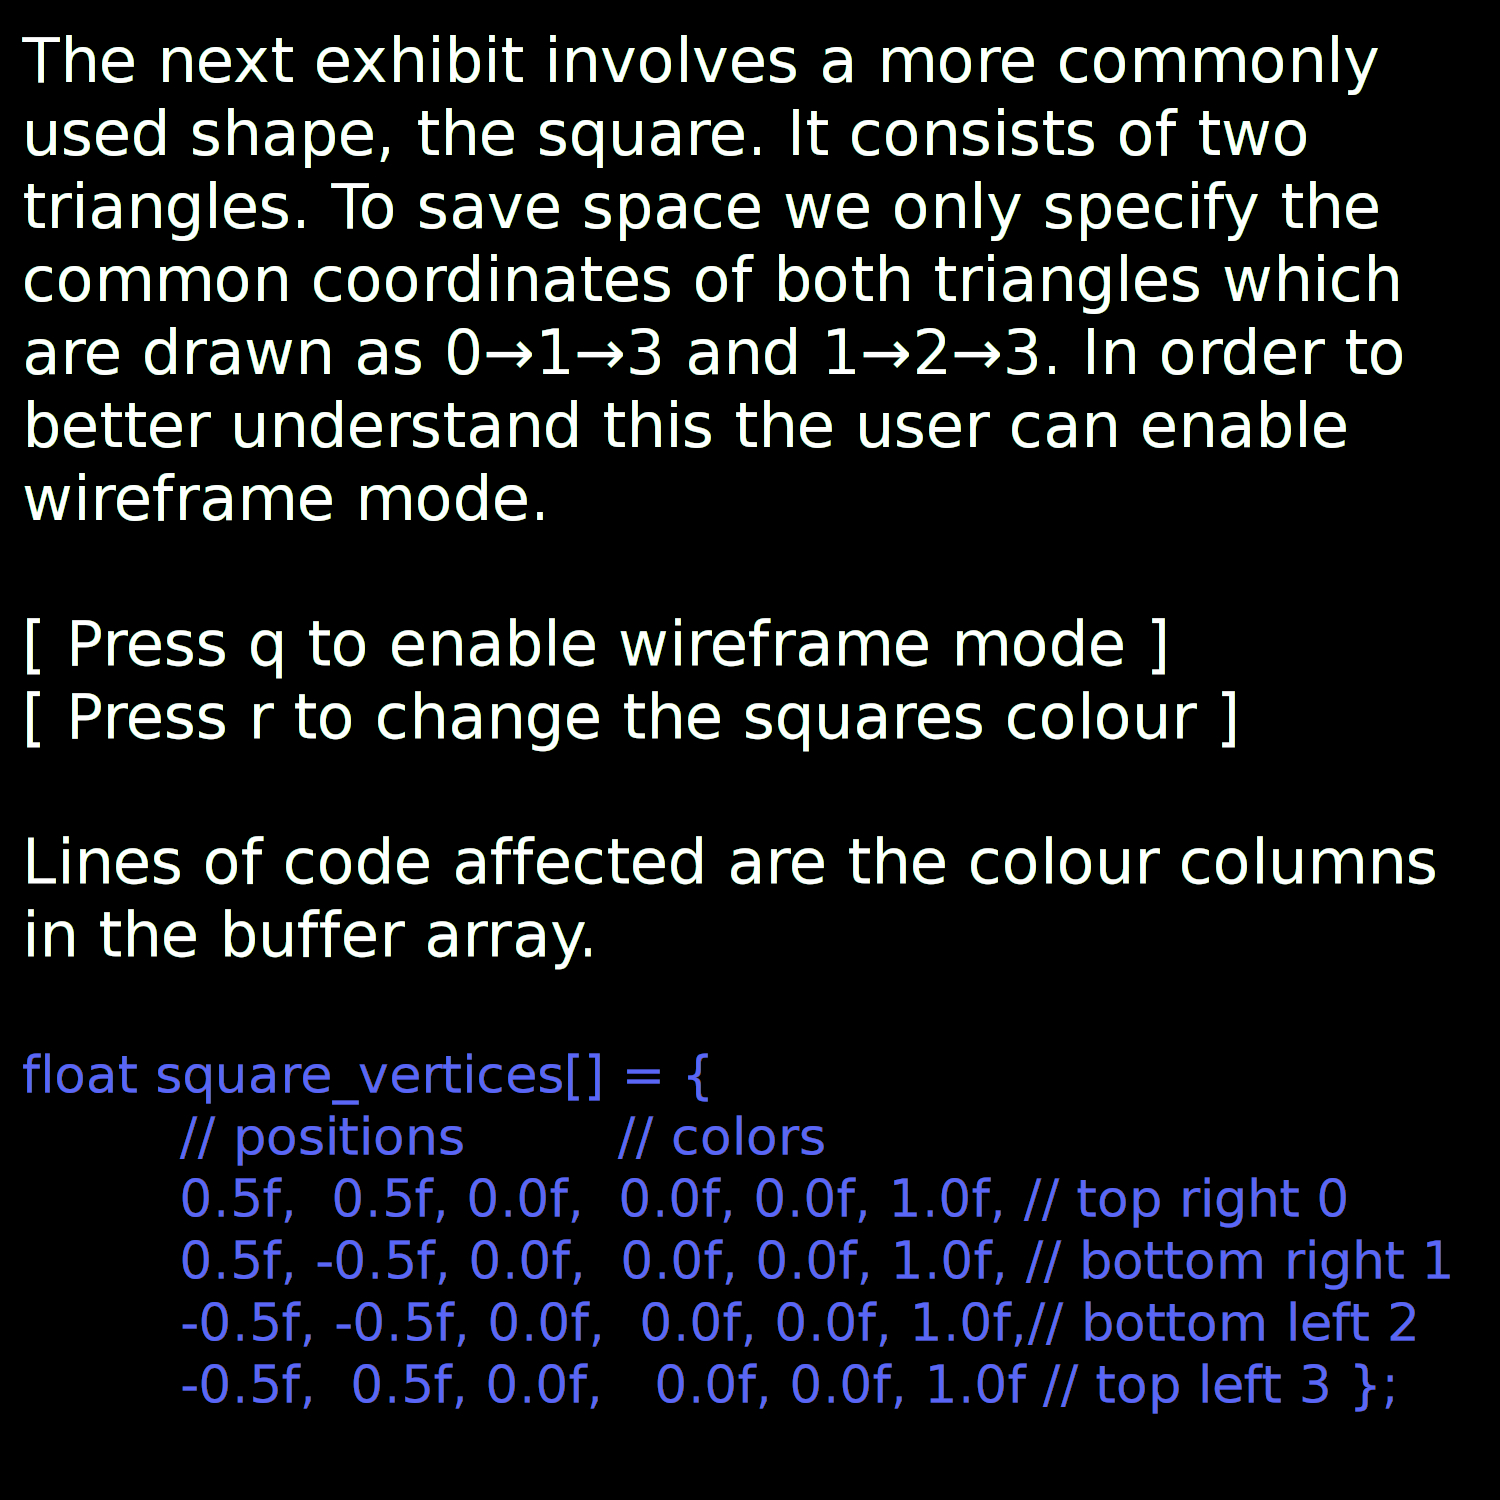 The next exhibit involves a more commonly
used shape, the square. It consists of two
triangles. To save space we only specify the
common coordinates of both triangles which
are drawn as 0→1→3 and 1→2→3. In order to
better understand this the user can enable
wireframe mode.
[ Press q to enable wireframe mode ]
[ Press r to change the squares colour ]
Lines of code affected are the colour columns
in the buffer array.
float square_vertices[] = {
// positions // colors
0.5f, 0.5f, 0.0f, 0.0f, 0.0f, 1.0f, // top right 0
0.5f, -0.5f, 0.0f, 0.0f, 0.0f, 1.0f, // bottom right 1
-0.5f, -0.5f, 0.0f, 0.0f, 0.0f, 1.0f,// bottom left 2
-0.5f, 0.5f, 0.0f, 0.0f, 0.0f, 1.0f // top left 3 };